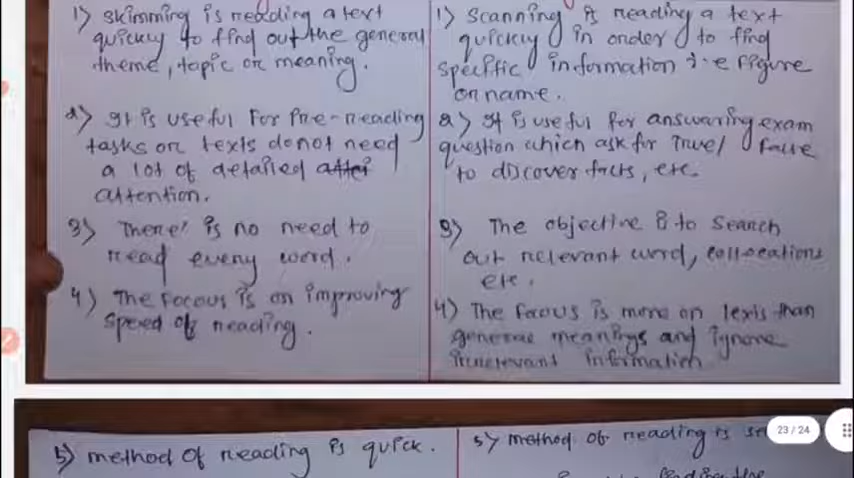 1) Skimming is reading a text
quickly to find out the general
theme, topic or meaning.
2) It is useful for Pre-reading
tasks or texts do not need
a lot of detailed
attention.
3) There is no need to
read every word.
4) The focous is on improving
speed of reading.
1) Scanning is reading a text
quickly in order to find
specific information i.e figure
or name.
2) It is useful for answaring exam
question which ask for True/False
to discover facts, etc.
3) The objective is to search
out relevant word, collocations
etc.
4) The focus is more on lexis than
general meanings and ignore
irrelevant information
5) method of reading is quick.
5) method of reading is
23 / 24